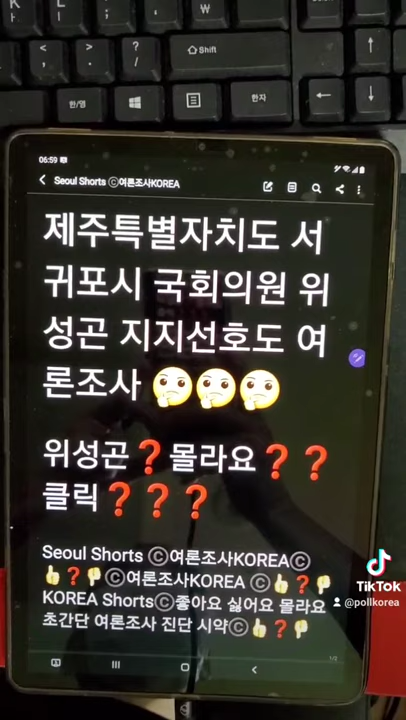 ₩
⇧Shift
<
>
?
,
.
/
한/영
한자
←
→
↑
↓
06:59
Seoul Shorts ⓒ여론조사KOREA
제주특별자치도 서
귀포시 국회의원 위
성곤 지지선호도 여
론조사 🤔🤔🤔
위성곤❓몰라요❓❓
클릭❓❓❓
Seoul Shorts ⓒ여론조사KOREAⓒ
👍❓👎ⓒ여론조사KOREA ⓒ👍❓👎
KOREA Shortsⓒ좋아요 싫어요 몰라요
초간단 여론조사 진단 시약ⓒ👍❓👎
TikTok
@pollkorea